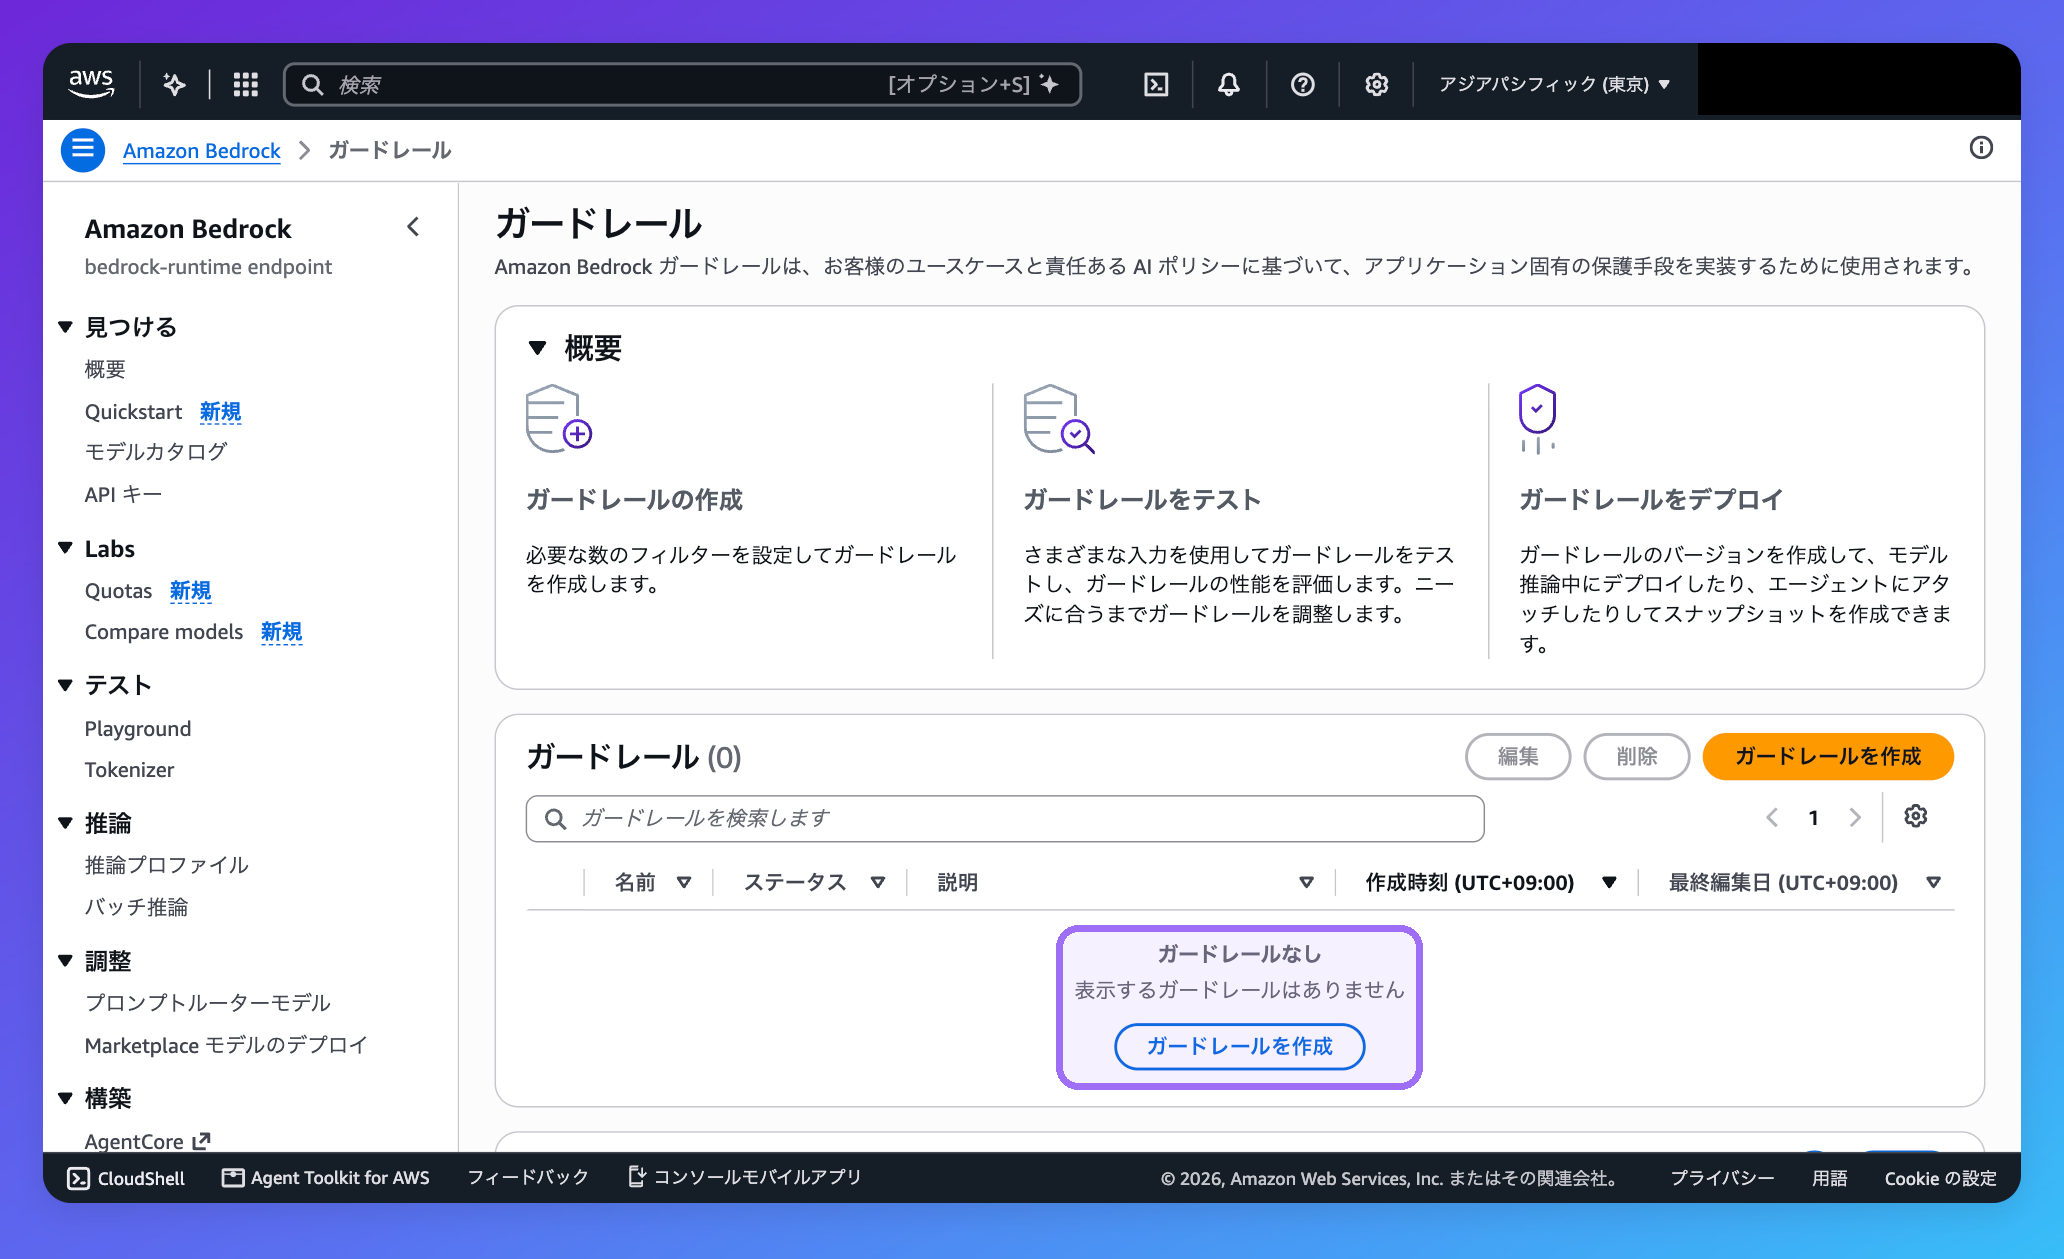 aws
検索
[オプション+S]
アジアパシフィック (東京) ▼
Amazon Bedrock
ガードレール
Amazon Bedrock
bedrock-runtime endpoint
見つける
概要
Quickstart 新規
モデルカタログ
API キー
Labs
Quotas 新規
Compare models 新規
テスト
Playground
Tokenizer
推論
推論プロファイル
バッチ推論
調整
プロンプトルーターモデル
Marketplace モデルのデプロイ
構築
AgentCore
ガードレール
Amazon Bedrock ガードレールは、お客様のユースケースと責任ある AI ポリシーに基づいて、アプリケーション固有の保護手段を実装するために使用されます。
概要
ガードレールの作成
必要な数のフィルターを設定してガードレール
を作成します。
ガードレールをテスト
さまざまな入力を使用してガードレールをテス
トし、ガードレールの性能を評価します。ニー
ズに合うまでガードレールを調整します。
ガードレールをデプロイ
ガードレールのバージョンを作成して、モデル
推論中にデプロイしたり、エージェントにアタ
ッチしたりしてスナップショットを作成できま
す。
ガードレール (0)
編集
削除
ガードレールを作成
ガードレールを検索します
1
名前
ステータス
説明
作成時刻 (UTC+09:00)
最終編集日 (UTC+09:00)
ガードレールなし
表示するガードレールはありません
ガードレールを作成
CloudShell
Agent Toolkit for AWS
フィードバック
コンソールモバイルアプリ
© 2026, Amazon Web Services, Inc. またはその関連会社。
プライバシー
用語
Cookie の設定